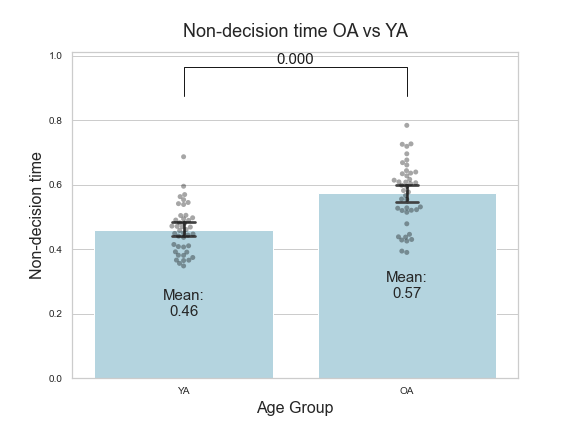 Non-decision time OA vs YA
1.0
0.000
0.8
0.6
0.4
0.2
0.0
Non-decision time
Mean:
0.46
Mean:
0.57
YA
OA
Age Group